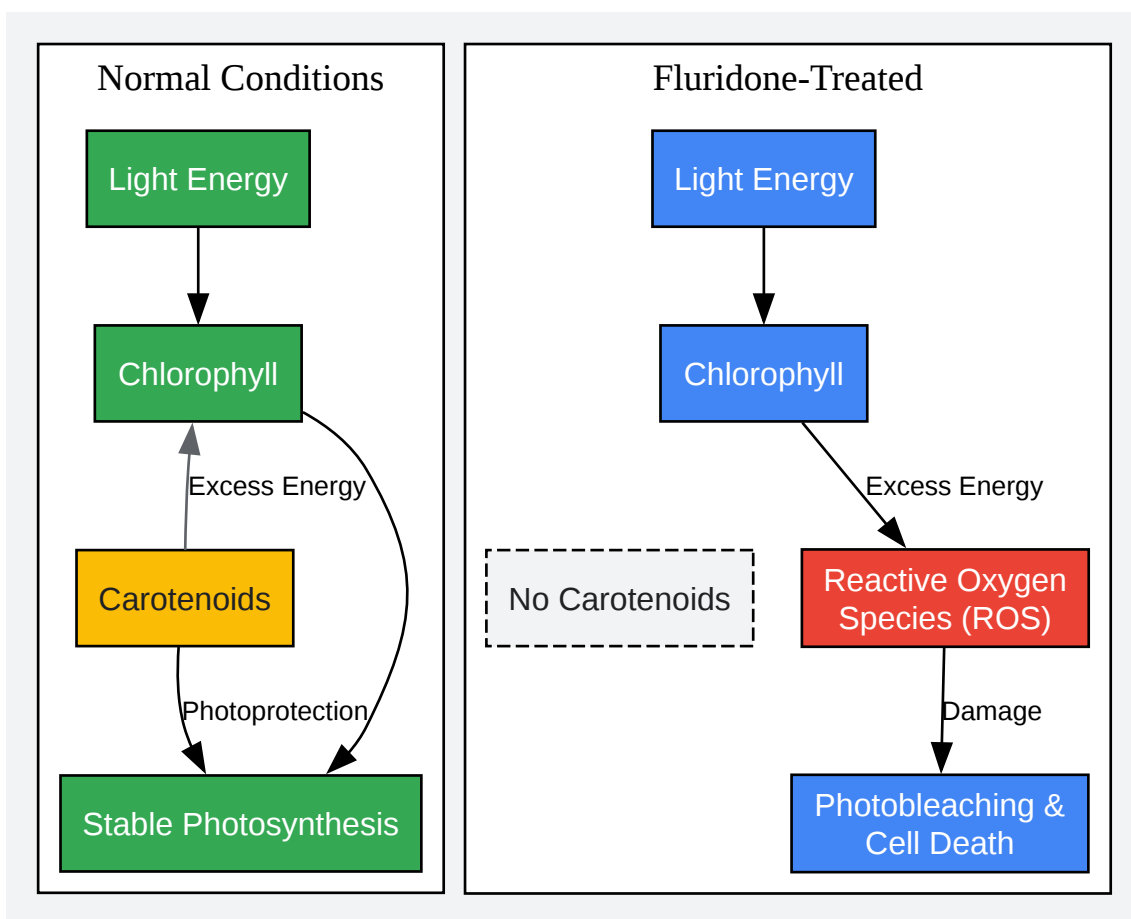 Normal Conditions
Light Energy
Chlorophyll
Excess Energy
Carotenoids
Photoprotection
Stable Photosynthesis
Fluridone-Treated
Light Energy
Chlorophyll
Excess Energy
No Carotenoids
Reactive Oxygen
Species (ROS)
Damage
Photobleaching &
Cell Death